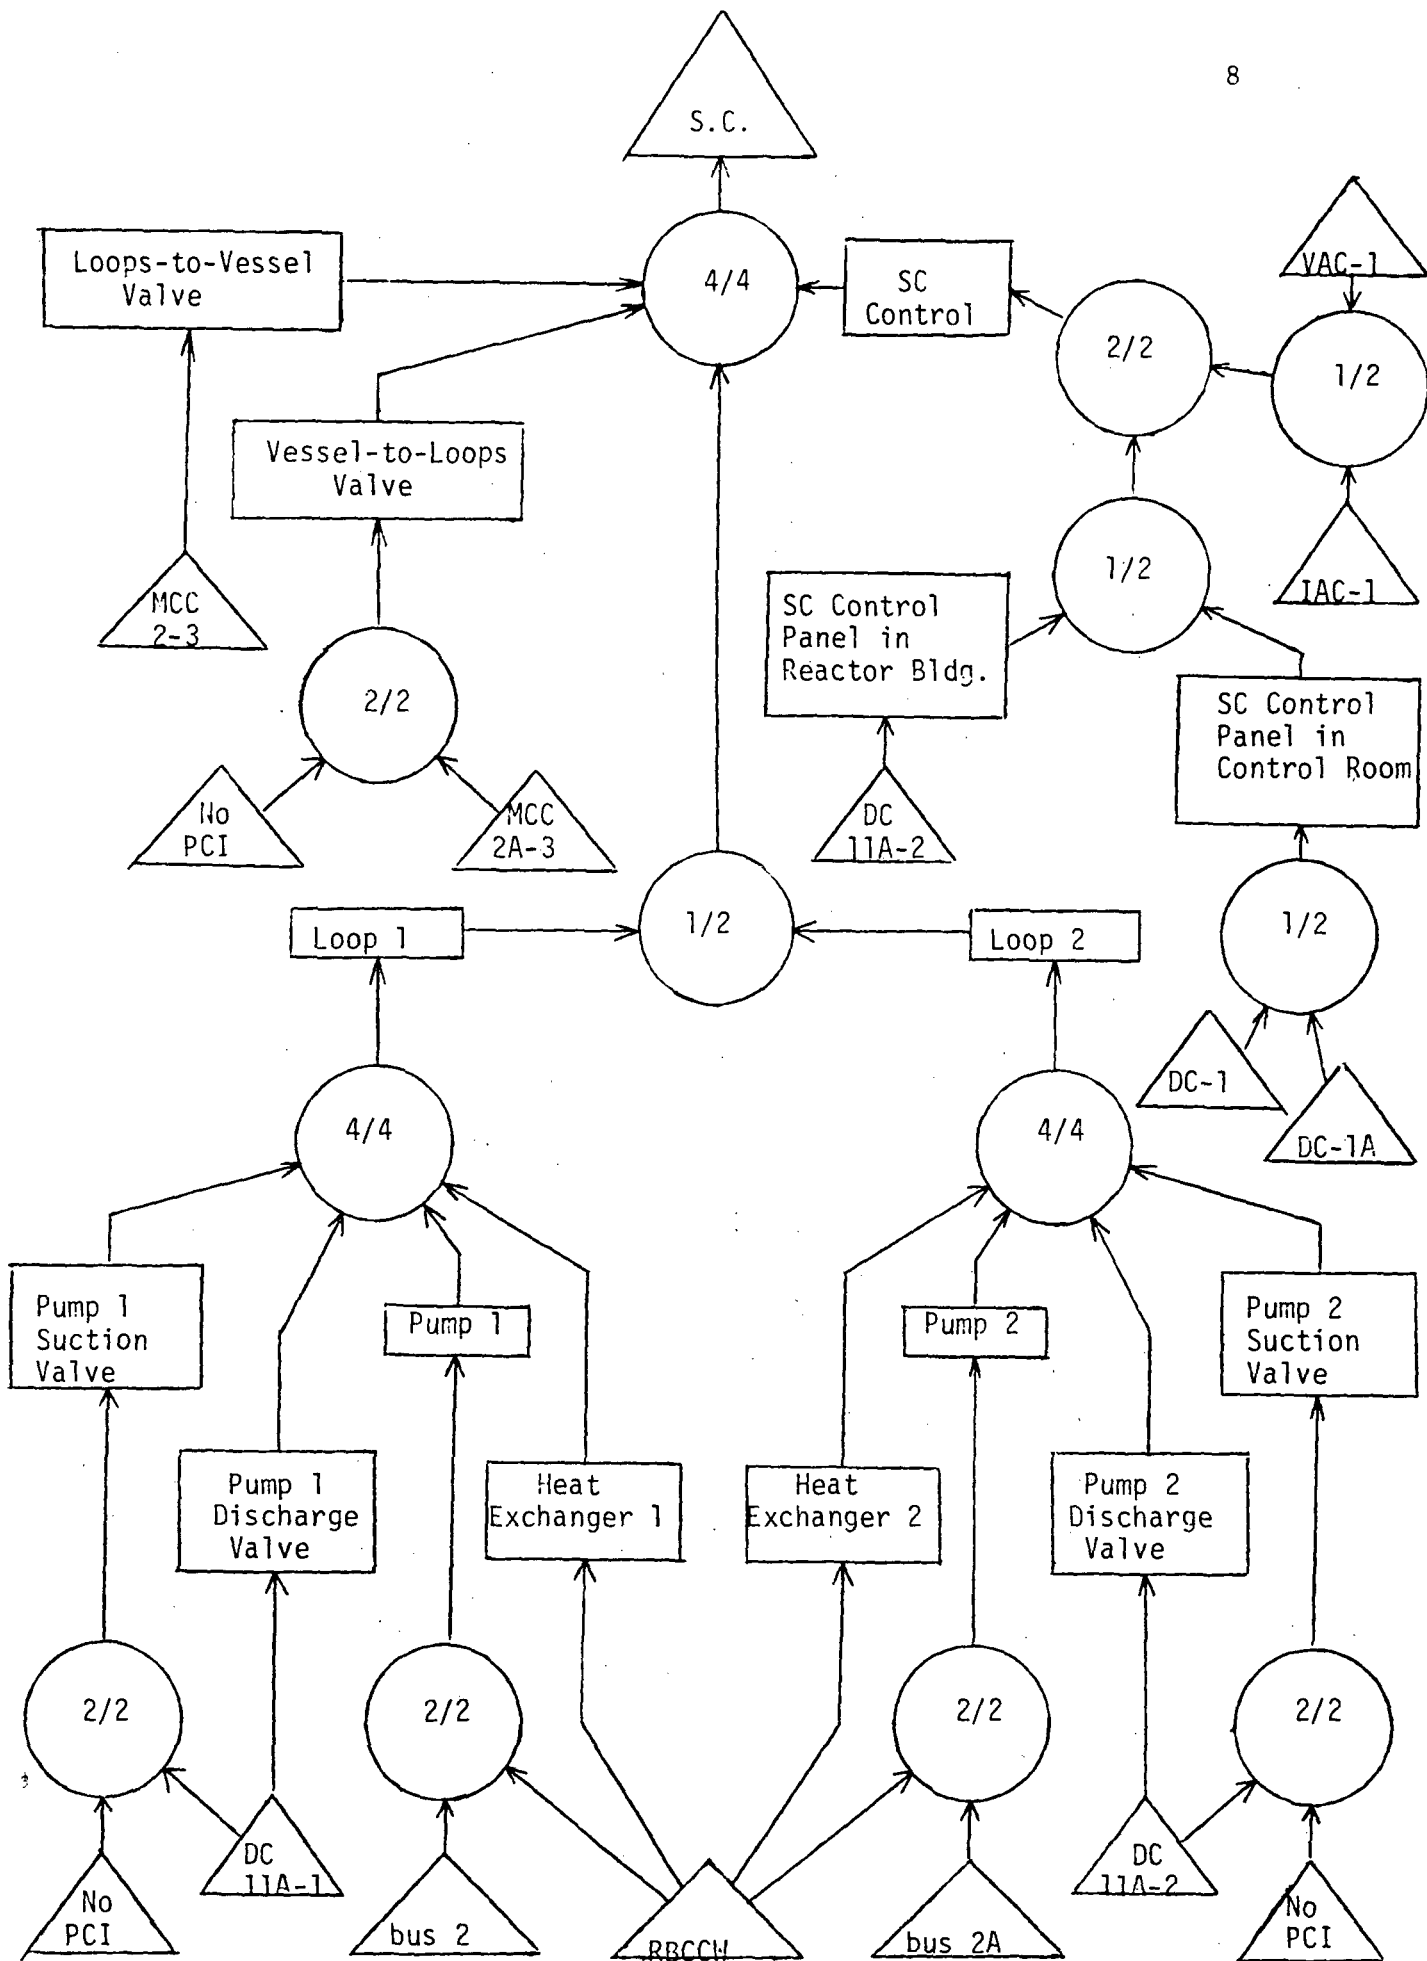 8
S.C.
Loops-to-Vessel
Valve
4/4
SC
Control
2/2
VAC-1
1/2
IAC-1
Vessel-to-Loops
Valve
MCC
2-3
2/2
No
PCI
MCC
2A-3
SC Control
Panel in
Reactor Bldg.
1/2
DC
11A-2
SC Control
Panel in
Control Room
1/2
DC-1
DC-1A
Loop 1
1/2
Loop 2
4/4
4/4
Pump 1
Suction
Valve
Pump 1
Discharge
Valve
Pump 1
Heat
Exchanger 1
Heat
Exchanger 2
Pump 2
Pump 2
Discharge
Valve
Pump 2
Suction
Valve
2/2
2/2
2/2
2/2
No
PCI
DC
11A-1
bus 2
RBCCW
bus 2A
DC
11A-2
No
PCI